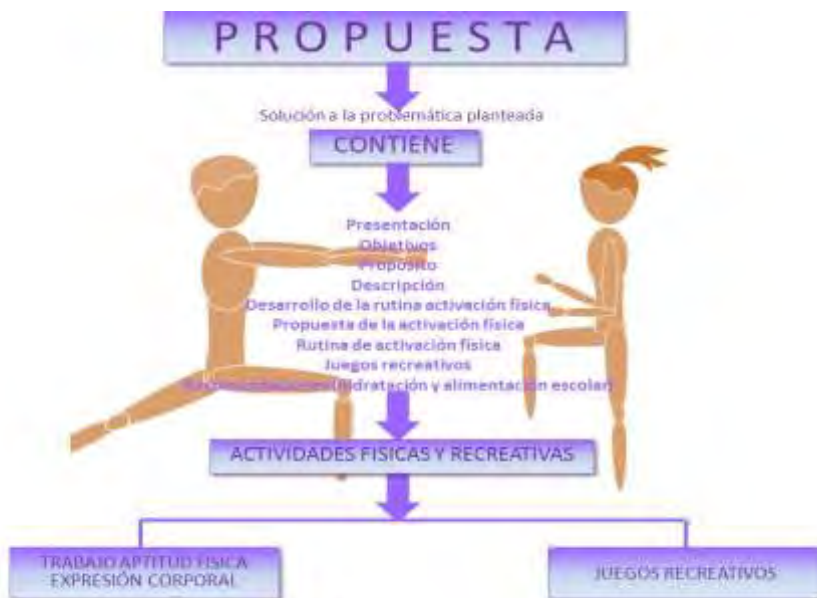 PROPUESTA
Solución a la problemática planteada
CONTIENE
Presentación
Objetivos
Propósito
Descripción
Desarrollo de la rutina activación física
Propuesta de la activación física
Rutina de activación física
Juegos recreativos
hidratación y alimentación escolar)
ACTIVIDADES FISICAS Y RECREATIVAS
TRABAJO APTITUD FISICA
EXPRESIÓN CORPORAL
JUEGOS RECREATIVOS